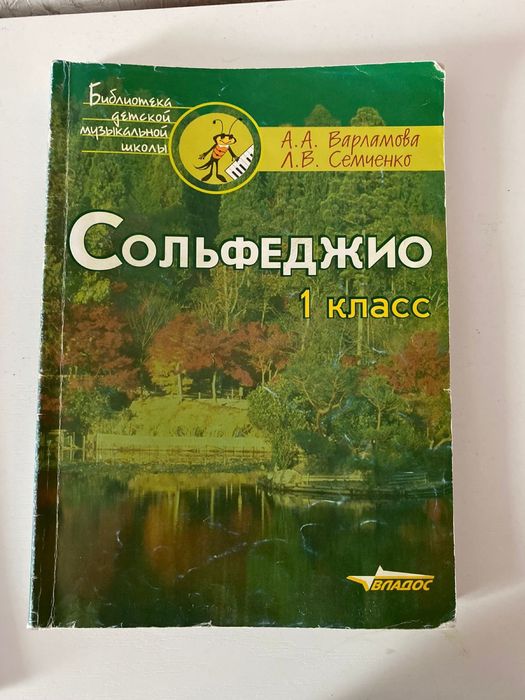 Библиотека
детской
музыкальной
школы
А.А. Варламова
Л.В. Семченко
Сольфеджио
1 класс
ВЛАДОС